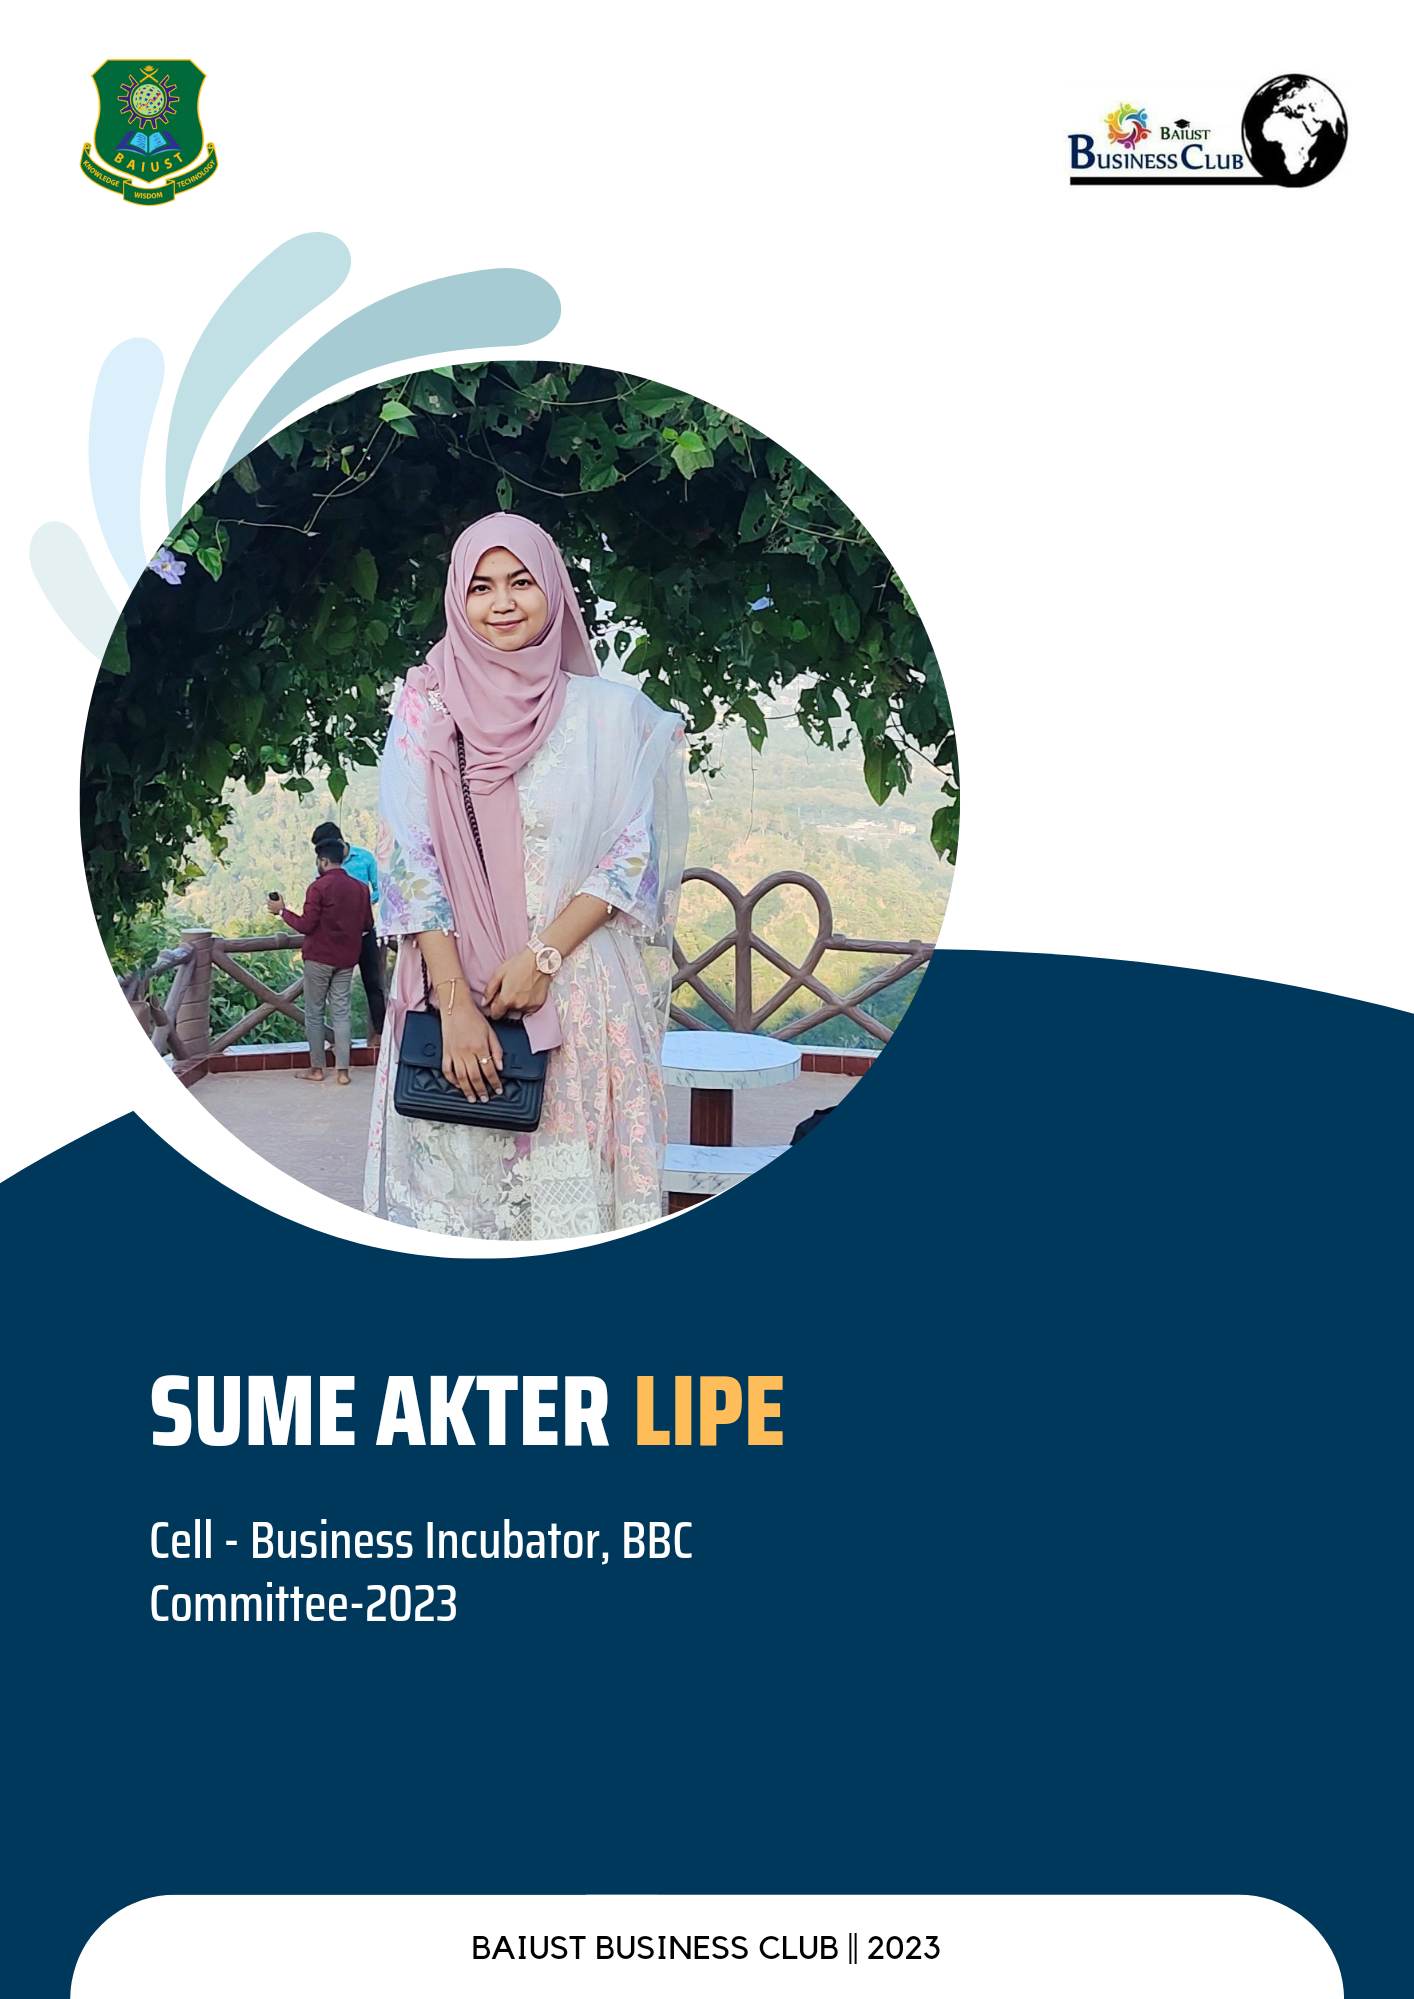 BAIUST
KNOWLEDGE
WISDOM
TECHNOLOGY
BAIUST
BUSINESS CLUB
SUME AKTER LIPE
Cell - Business Incubator, BBC
Committee-2023
BAIUST BUSINESS CLUB || 2023